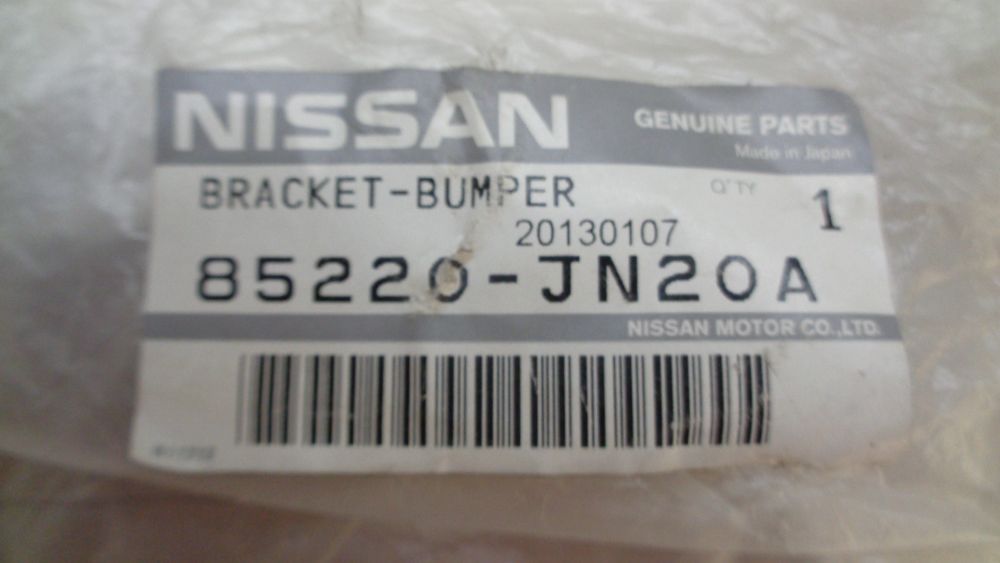 NISSAN
GENUINE PARTS
Made in Japan
BRACKET-BUMPER
Q'TY 1
20130107
85220-JN20A
NISSAN MOTOR CO.,LTD.